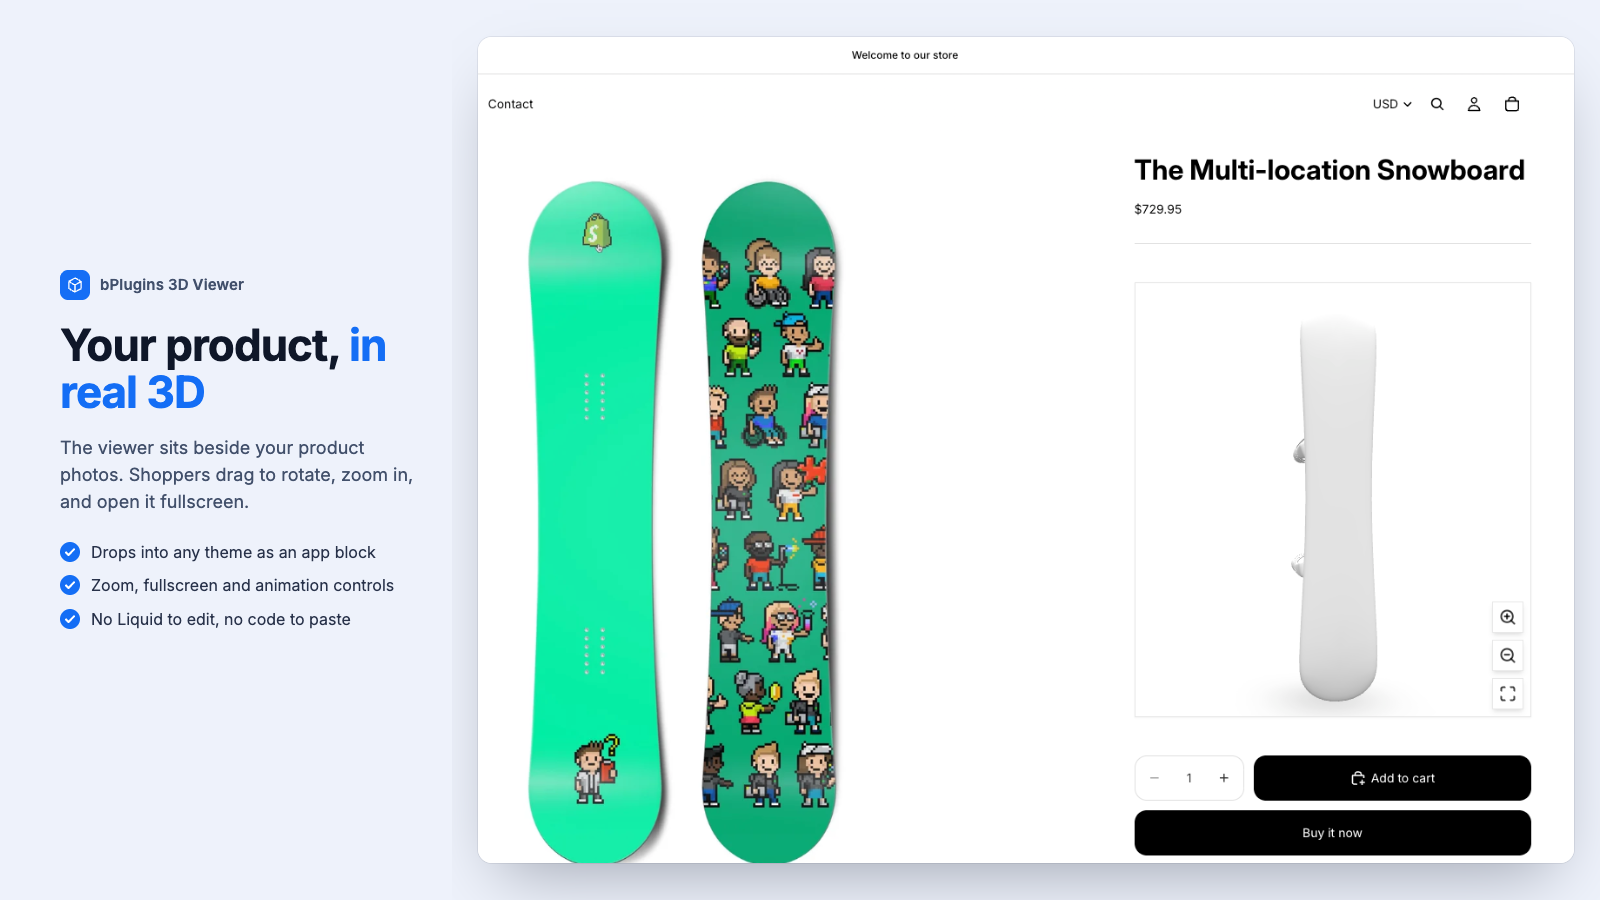 bPlugins 3D Viewer
Your product, in
real 3D
The viewer sits beside your product
photos. Shoppers drag to rotate, zoom in,
and open it fullscreen.
Drops into any theme as an app block
Zoom, fullscreen and animation controls
No Liquid to edit, no code to paste
Welcome to our store
Contact
USD
S
?
The Multi-location Snowboard
$729.95
1
Add to cart
Buy it now